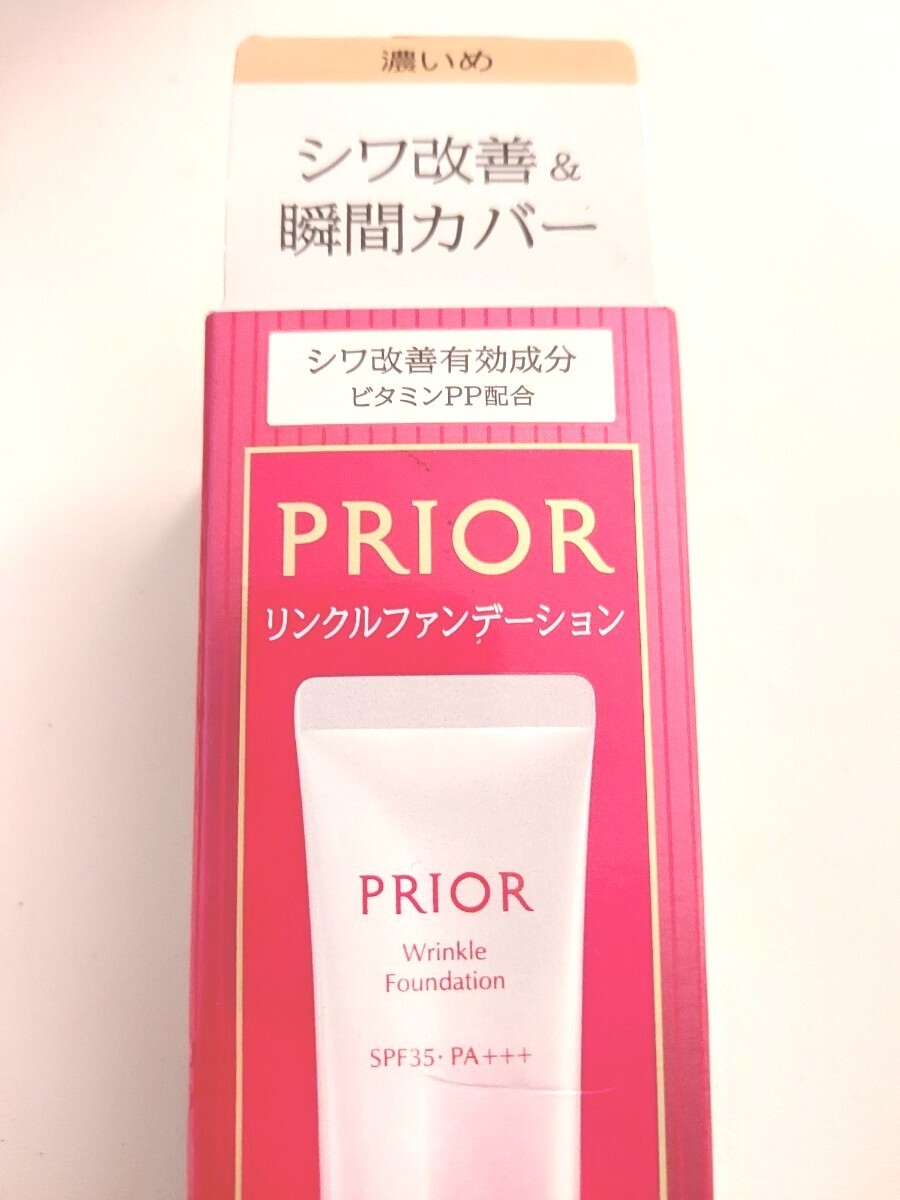 濃いめ
シワ改善&
瞬間カバー
シワ改善有効成分
ビタミンPP配合
PRIOR
リンクルファンデーション
PRIOR
Wrinkle
Foundation
SPF35・PA+++